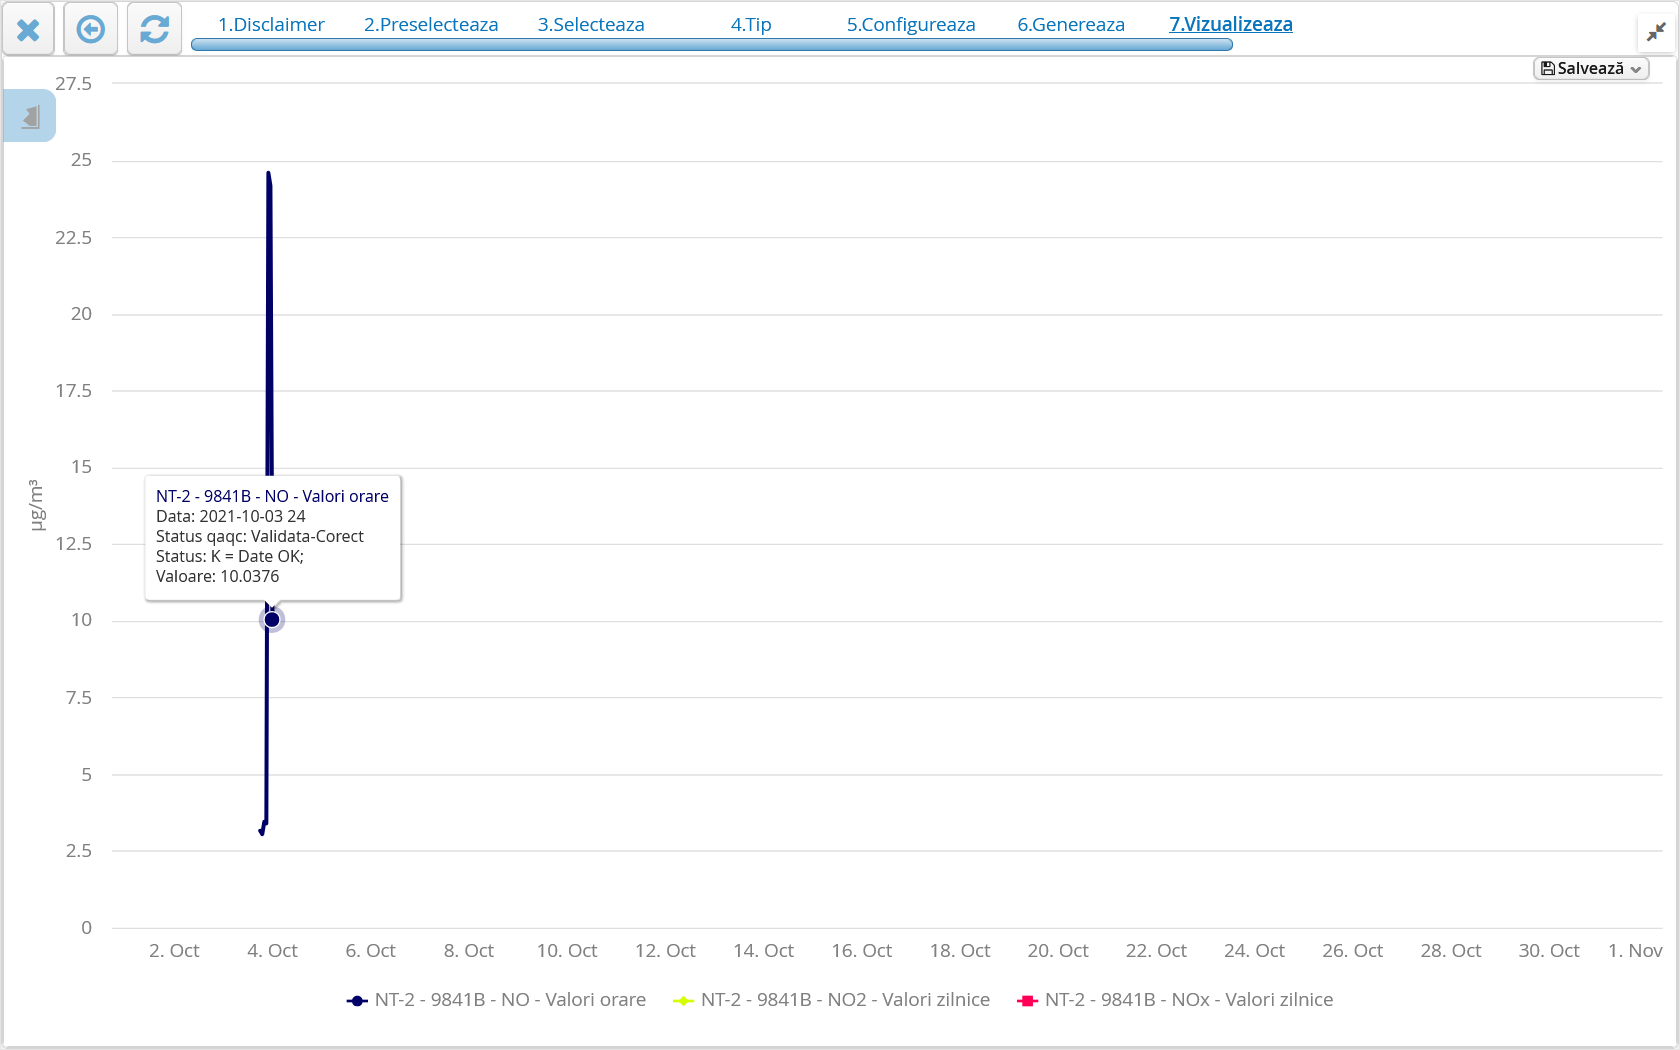 1.Disclaimer 2.Preselecteaza 3.Selecteaza 4.Tip 5.Configureaza 6.Genereaza 7.Vizualizeaza
Salvează
27.5
25
22.5
20
17.5
15
12.5
10
7.5
5
2.5
0
µg/m³
NT-2 - 9841B - NO - Valori orare
Data: 2021-10-03 24
Status qaqc: Validata-Corect
Status: K = Date OK;
Valoare: 10.0376
2. Oct 4. Oct 6. Oct 8. Oct 10. Oct 12. Oct 14. Oct 16. Oct 18. Oct 20. Oct 22. Oct 24. Oct 26. Oct 28. Oct 30. Oct 1. Nov
NT-2 - 9841B - NO - Valori orare NT-2 - 9841B - NO2 - Valori zilnice NT-2 - 9841B - NOx - Valori zilnice